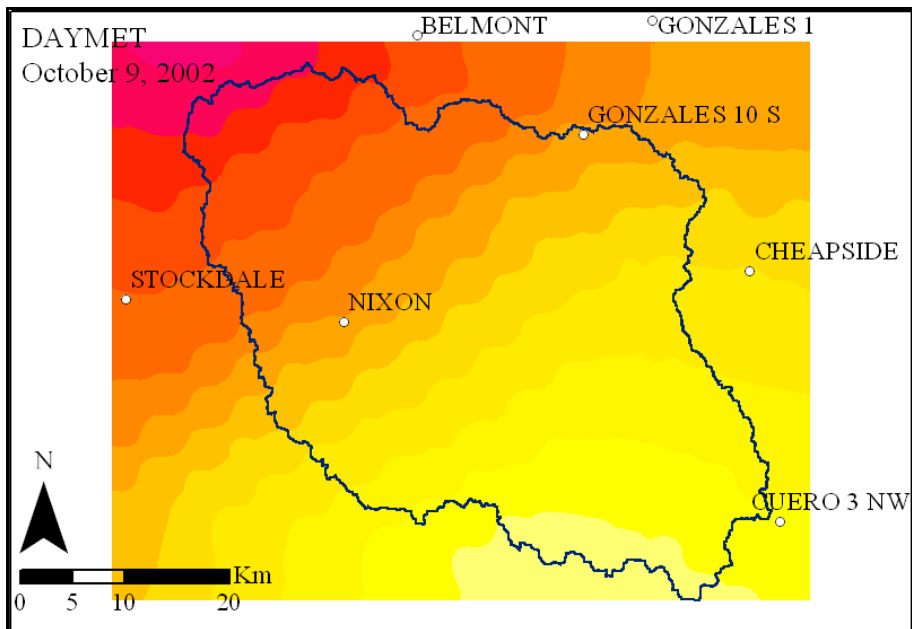 DAYMET
October 9, 2002
BELMONT
GONZALES 1
GONZALES 10 S
CHEAPSIDE
STOCKDALE
NIXON
CUERO 3 NW
N
Km
0 5 10 20